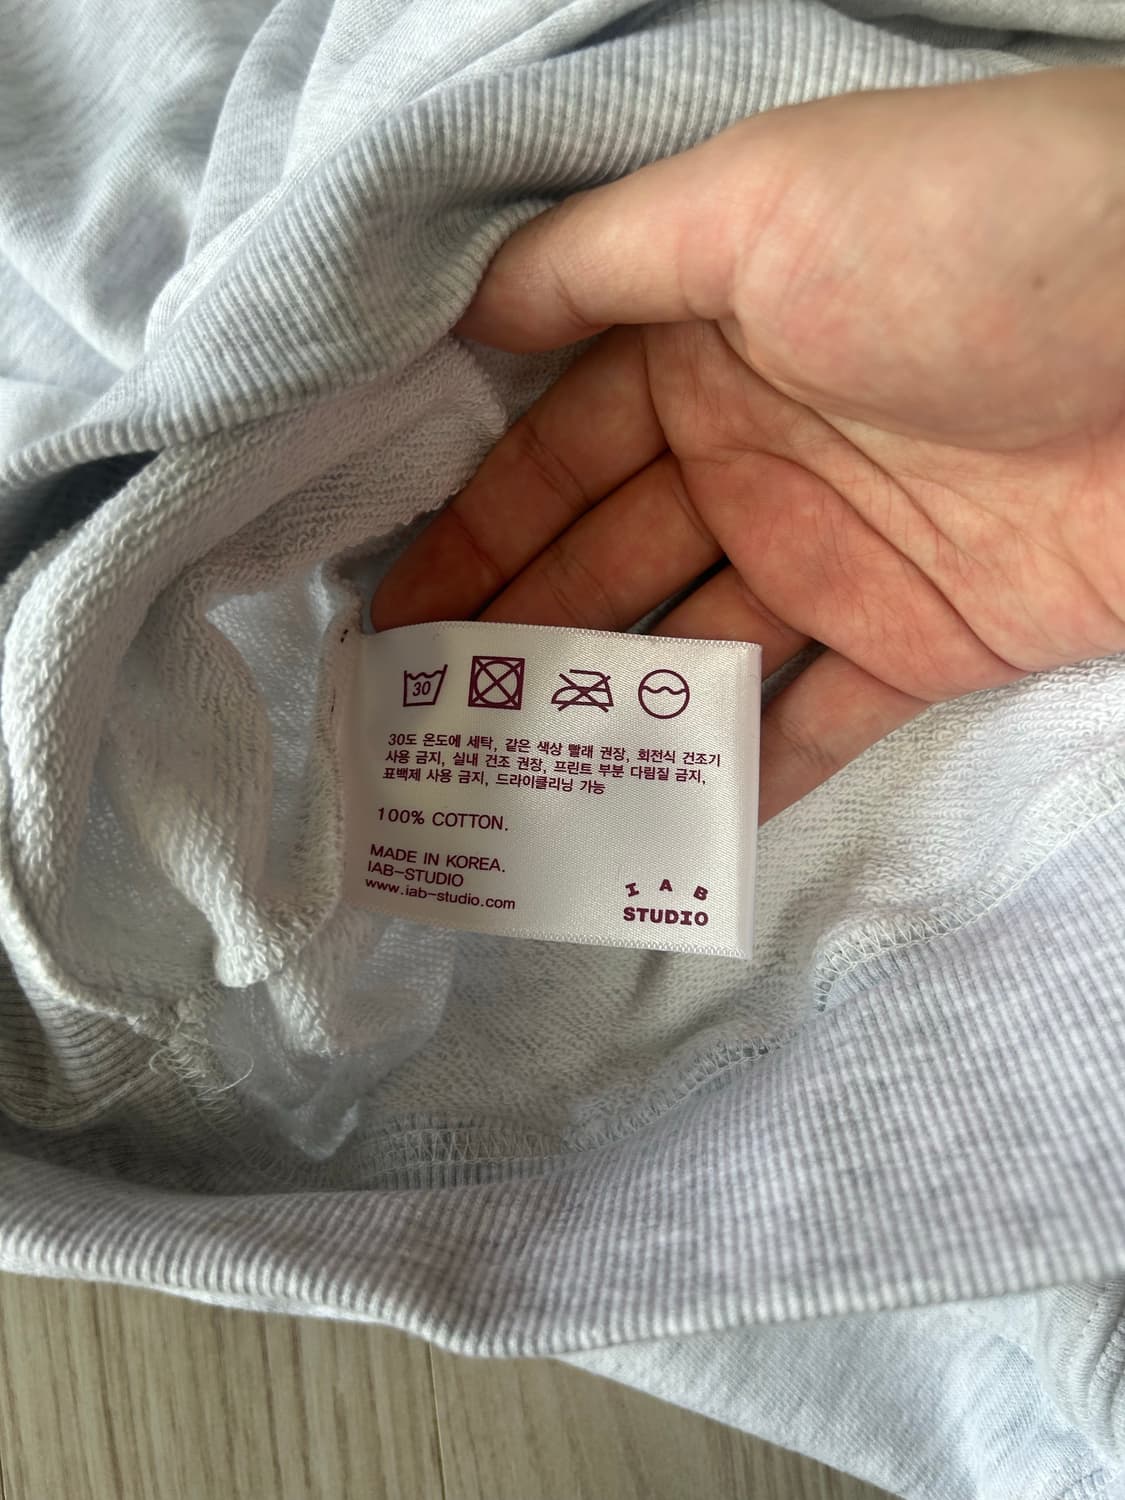 30
30도 온도에 세탁, 같은 색상 빨래 권장, 회전식 건조기
사용 금지, 실내 건조 권장, 프린트 부분 다림질 금지,
표백제 사용 금지, 드라이클리닝 가능
100% COTTON.
MADE IN KOREA.
IAB-STUDIO
www.iab-studio.com
I A B
STUDIO